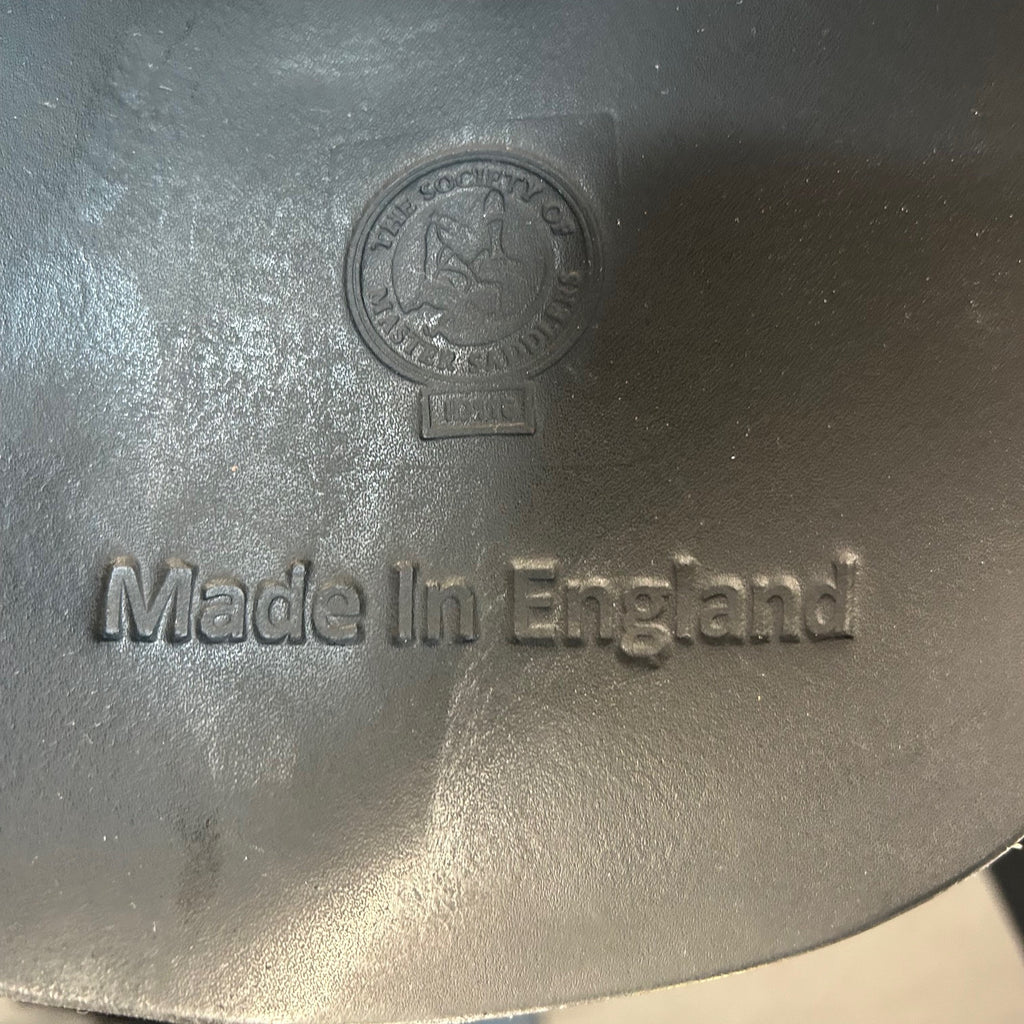 THE SOCIETY OF
MASTER SADDLERS
Made In England